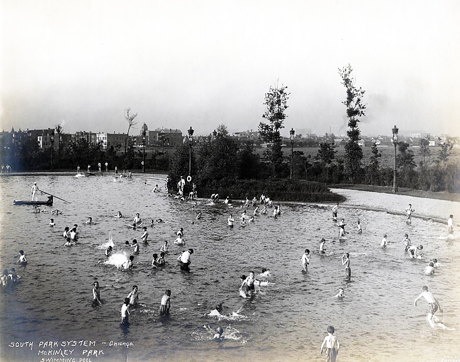 SOUTH PARK SYSTEM – Chicago
McKINLEY PARK
SWIMMING POOL